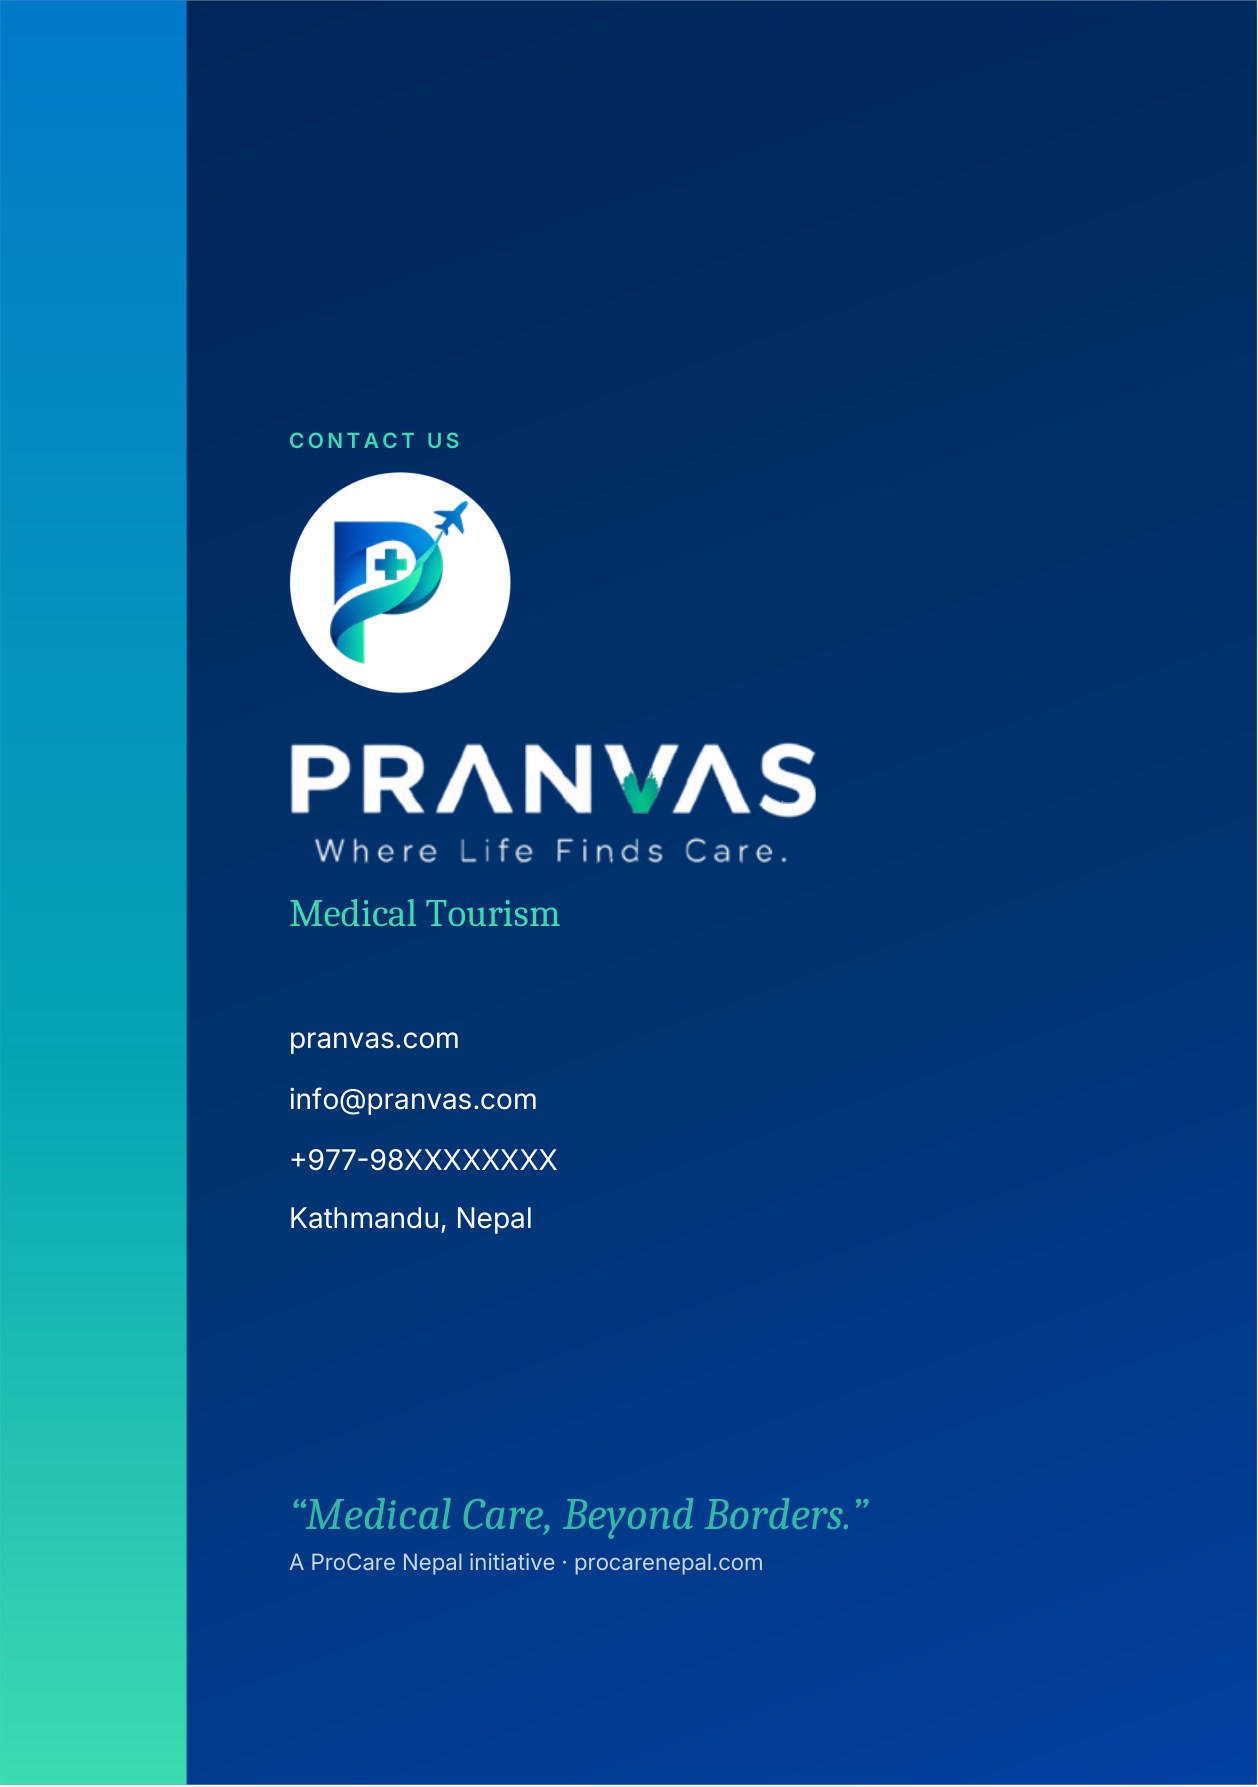 CONTACT US
PRANVAS
Where Life Finds Care.
Medical Tourism
pranvas.com
info@pranvas.com
+977-98XXXXXXXX
Kathmandu, Nepal
“Medical Care, Beyond Borders.”
A ProCare Nepal initiative · procarenepal.com